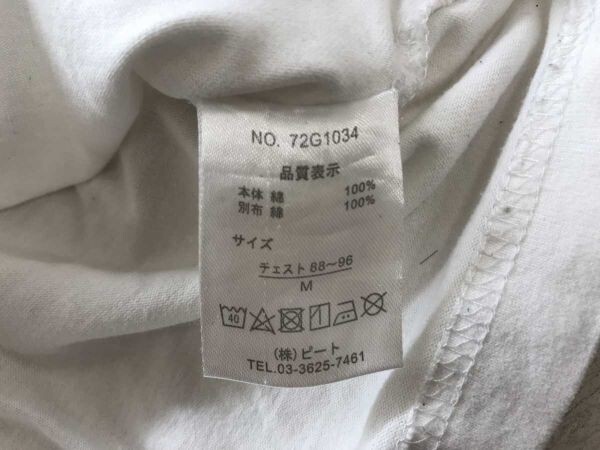 NO. 72G1034
品質表示
本体 綿 100%
別布 綿 100%
サイズ
チェスト 88～96
M
40
(株)ピート
TEL.03-3625-7461